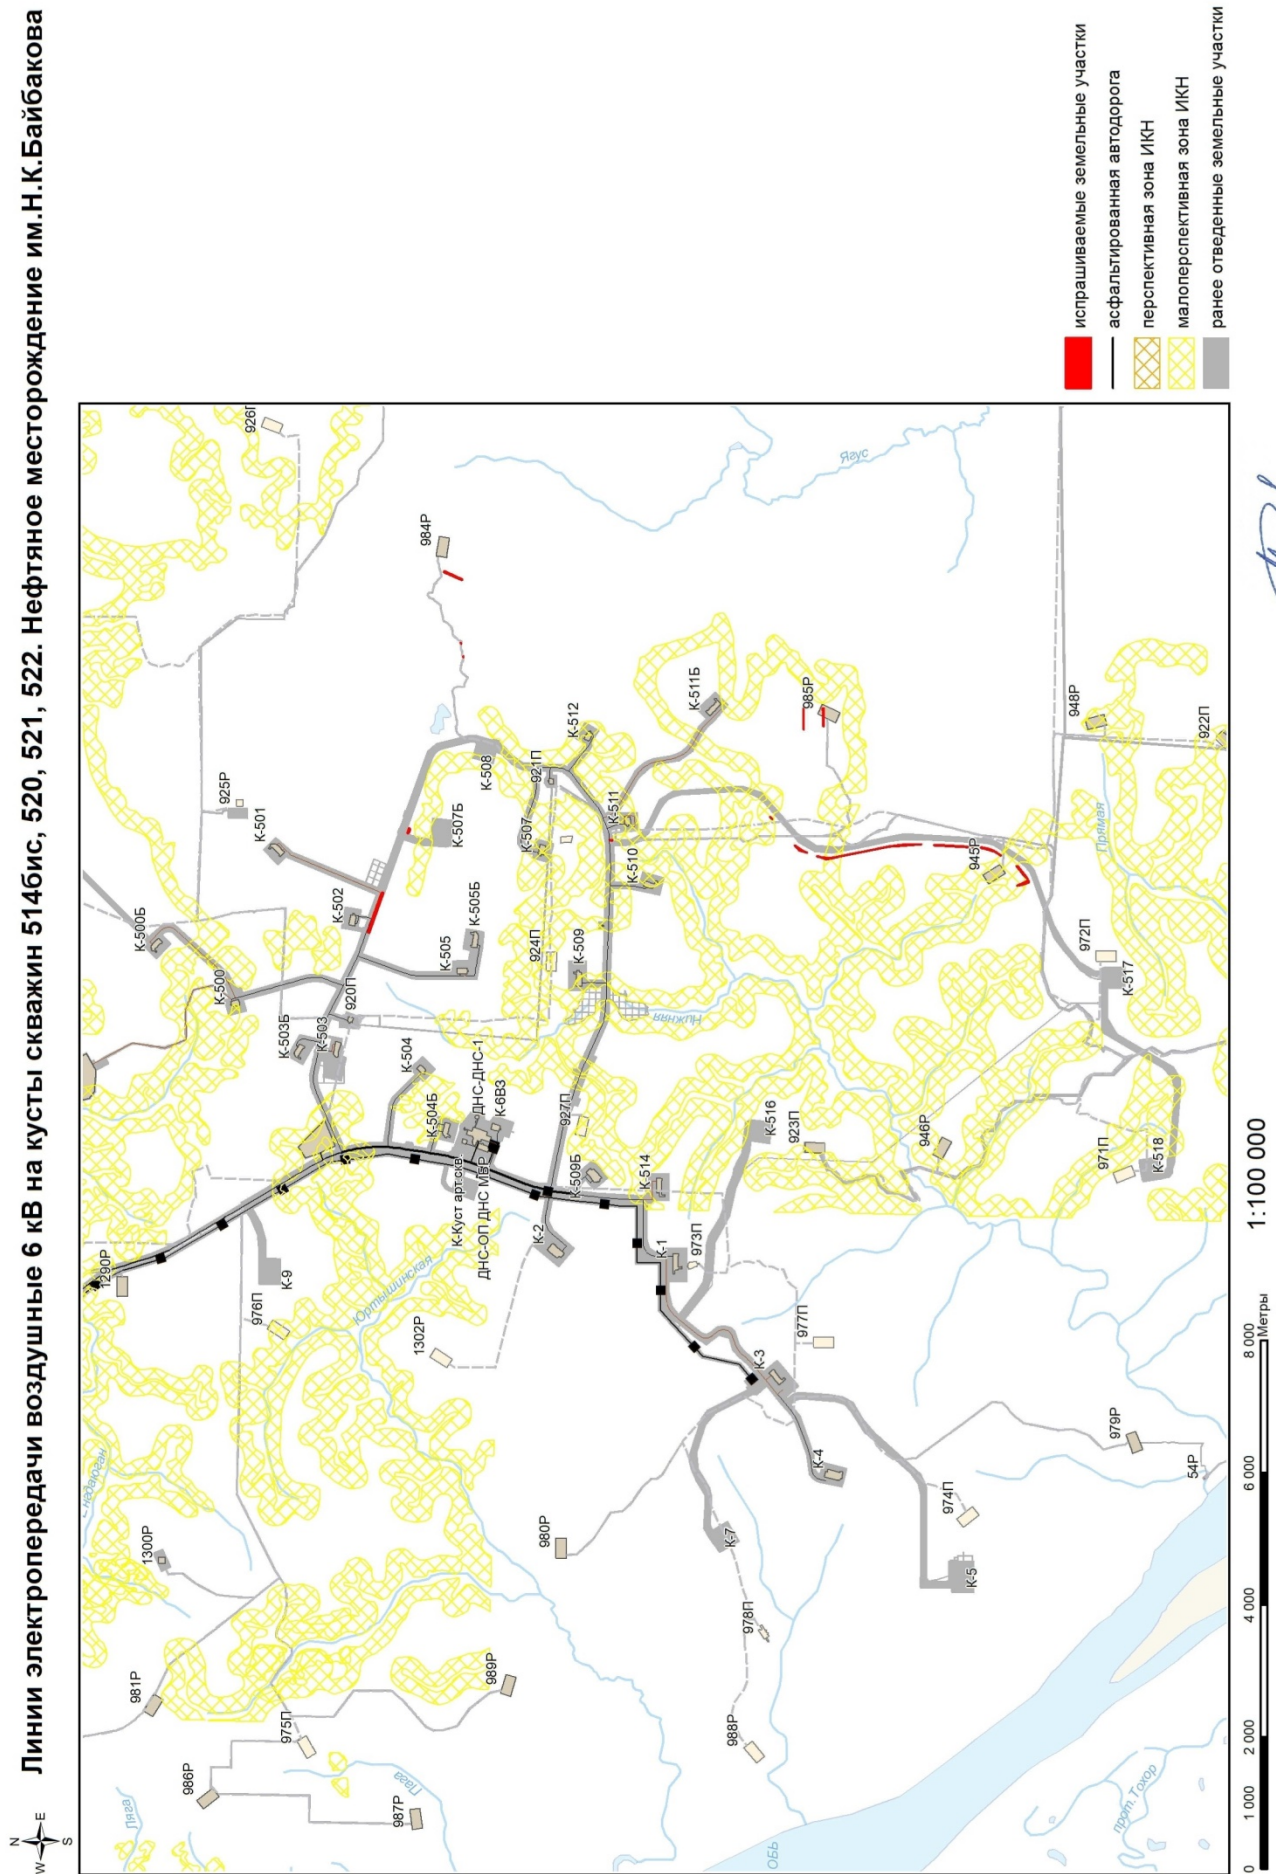 Линии электропередачи воздушные 6 кВ на кусты скважин 514бис, 520, 521, 522. Нефтяное месторождение им.Н.К.Байбакова
N
W
E
S
Ляга
986Р
987Р
Лага
975П
981Р
989Р
1300Р
976П
К-9
1290Р
Юртышинская
1302Р
К-2
980Р
988Р
978П
К-7
К-5
974П
К-4
979Р
54Р
ОБЬ
прот.Тохор
К-3
977П
973П
К-1
К-514
К-509Б
927П
К-516
923П
946Р
971П
К-518
К-517
972П
К-Куст арт.скв.
ДНС-ОП ДНС МБР
ДНС-ДНС-1
К-6ВЗ
К-504Б
К-504
К-503
К-503Б
920П
К-500
К-500Б
К-502
К-501
925Р
К-505
К-505Б
924П
К-509
Нижняя
К-507Б
К-507
921П
К-508
К-512
К-510
К-511
К-511Б
985Р
984Р
926П
Ягус
945Р
948Р
922П
Прямая
испрашиваемые земельные участки
асфальтированная автодорога
перспективная зона ИКН
малоперспективная зона ИКН
ранее отведенные земельные участки
1:100 000
0
1 000
2 000
4 000
6 000
8 000
Метры